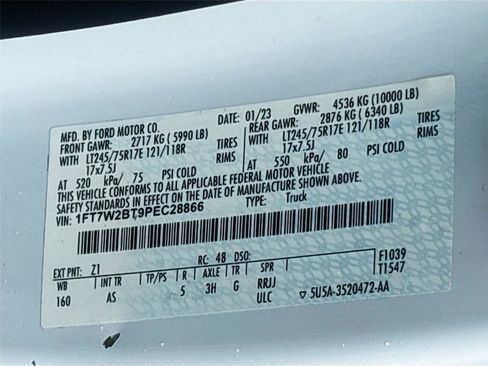 MFD. BY FORD MOTOR CO.
DATE: 01/23 GVWR: 4536 KG (10000 LB)
FRONT GAWR: 2717 KG (5990 LB) REAR GAWR: 2876 KG (6340 LB)
WITH LT245/75R17E 121/118R TIRES WITH LT245/75R17E 121/118R TIRES
17x7.5J RIMS 17x7.5J RIMS
AT 520 kPa/ 75 PSI COLD AT 550 kPa/ 80 PSI COLD
THIS VEHICLE CONFORMS TO ALL APPLICABLE FEDERAL MOTOR VEHICLE
SAFETY STANDARDS IN EFFECT ON THE DATE OF MANUFACTURE SHOWN ABOVE.
VIN: 1FT7W2BT9PEC28866 TYPE: Truck
EXT PNT: Z1 RC: 48 DSO: F1039
WB INT TR TP/PS R AXLE TR SPR T1547
160 AS 5 3H G RRJJ
ULC ▽ 5U5A-3520472-AA